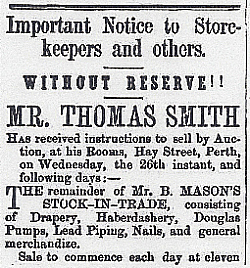 Important Notice to Store-
keepers and others.
WITHOUT RESERVE!!
MR. THOMAS SMITH
HAS received instructions to sell by Auc-
tion, at his Rooms, Hay Street, Perth,
on Wednesday, the 26th instant, and
following days:—
THE remainder of Mr. B. MASON'S
STOCK-IN-TRADE, consisting
of Drapery, Haberdashery, Douglas
Pumps, Lead Piping, Nails, and general
merchandize.
Sale to commence each day at eleven